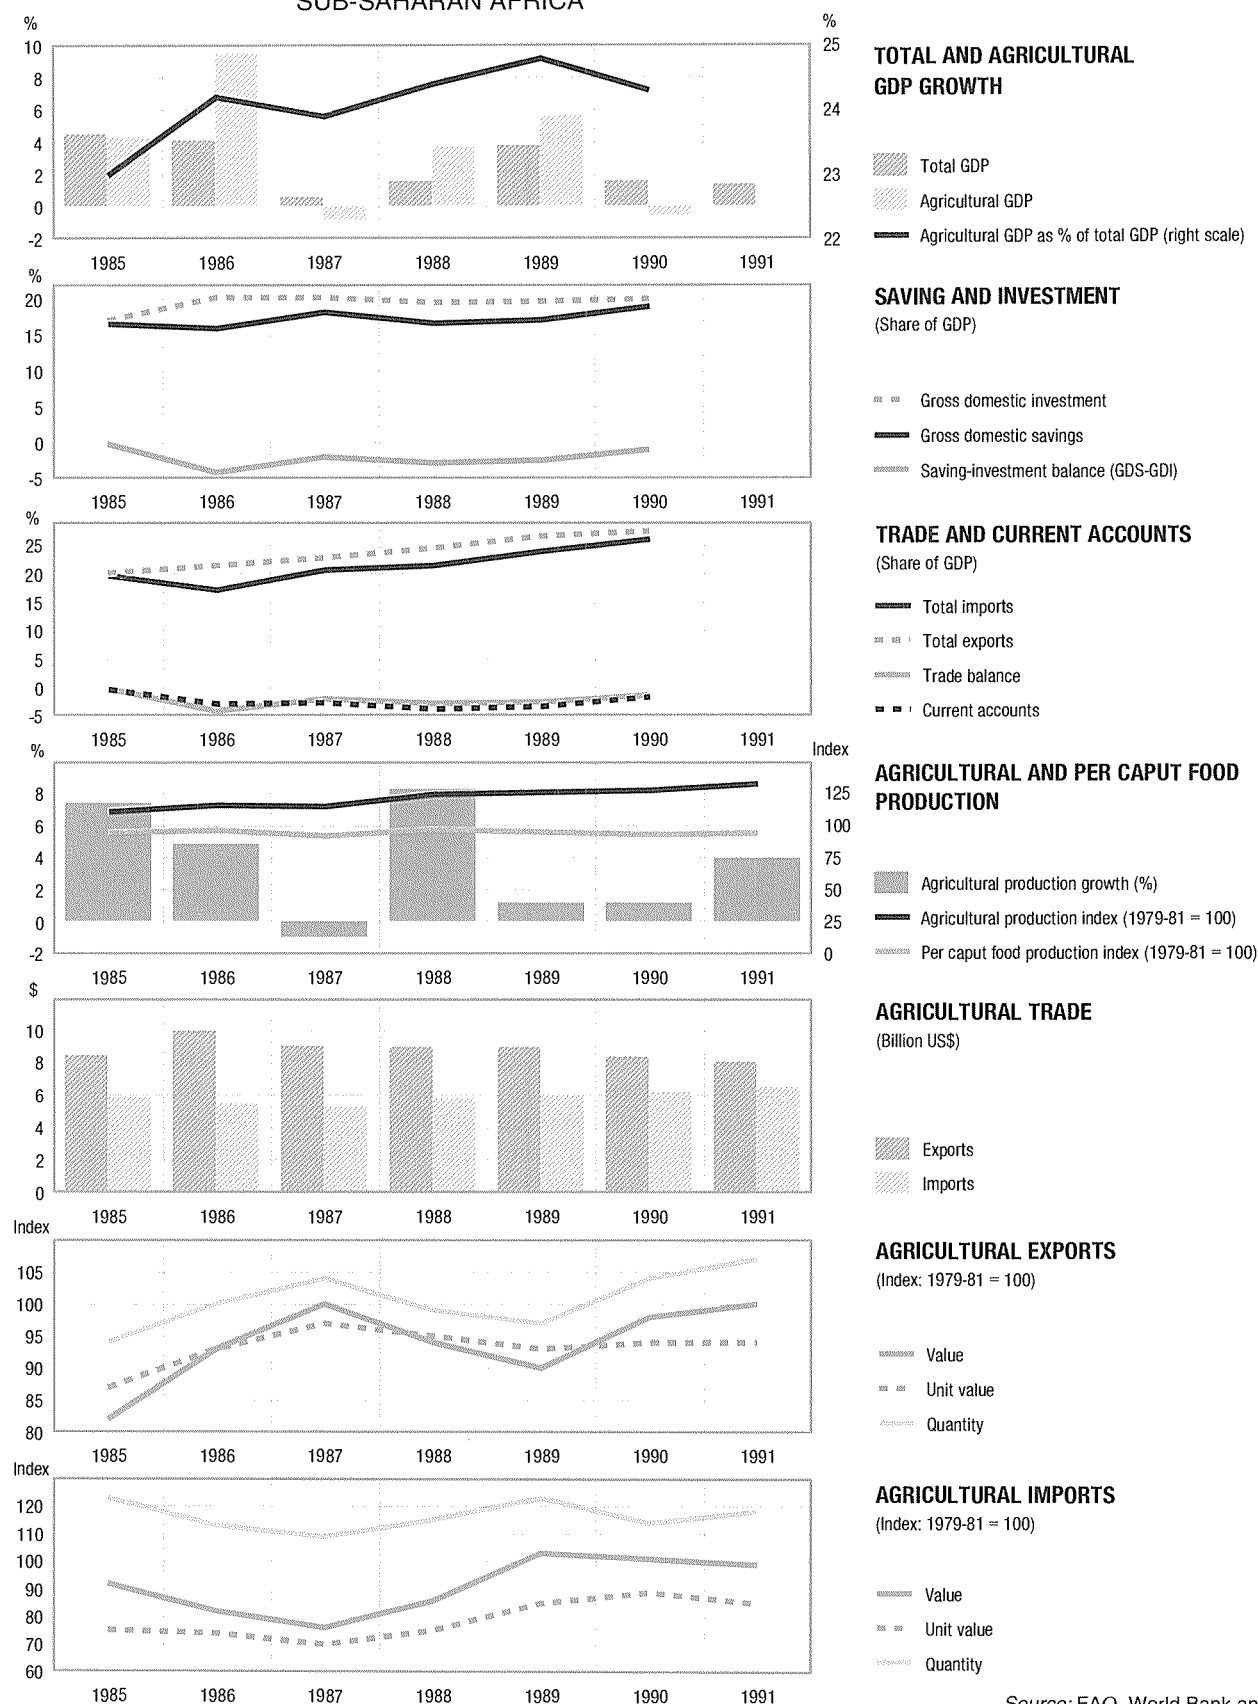 SUB-SAHARAN AFRICA
% %
10 25
8
6 24
4
2 23
0
-2 22
1985 1986 1987 1988 1989 1990 1991
TOTAL AND AGRICULTURAL
GDP GROWTH
Total GDP
Agricultural GDP
Agricultural GDP as % of total GDP (right scale)
%
20
15
10
5
0
-5
1985 1986 1987 1988 1989 1990 1991
SAVING AND INVESTMENT
(Share of GDP)
Gross domestic investment
Gross domestic savings
Saving-investment balance (GDS-GDI)
%
25
20
15
10
5
0
-5
1985 1986 1987 1988 1989 1990 1991
TRADE AND CURRENT ACCOUNTS
(Share of GDP)
Total imports
Total exports
Trade balance
Current accounts
% Index
8 125
6 100
4 75
2 50
0 25
-2 0
1985 1986 1987 1988 1989 1990 1991
AGRICULTURAL AND PER CAPUT FOOD
PRODUCTION
Agricultural production growth (%)
Agricultural production index (1979-81 = 100)
Per caput food production index (1979-81 = 100)
$
10
8
6
4
2
0
1985 1986 1987 1988 1989 1990 1991
AGRICULTURAL TRADE
(Billion US$)
Exports
Imports
Index
105
100
95
90
85
80
1985 1986 1987 1988 1989 1990 1991
AGRICULTURAL EXPORTS
(Index: 1979-81 = 100)
Value
Unit value
Quantity
Index
120
110
100
90
80
70
60
1985 1986 1987 1988 1989 1990 1991
AGRICULTURAL IMPORTS
(Index: 1979-81 = 100)
Value
Unit value
Quantity
Source: FAO, World Bank